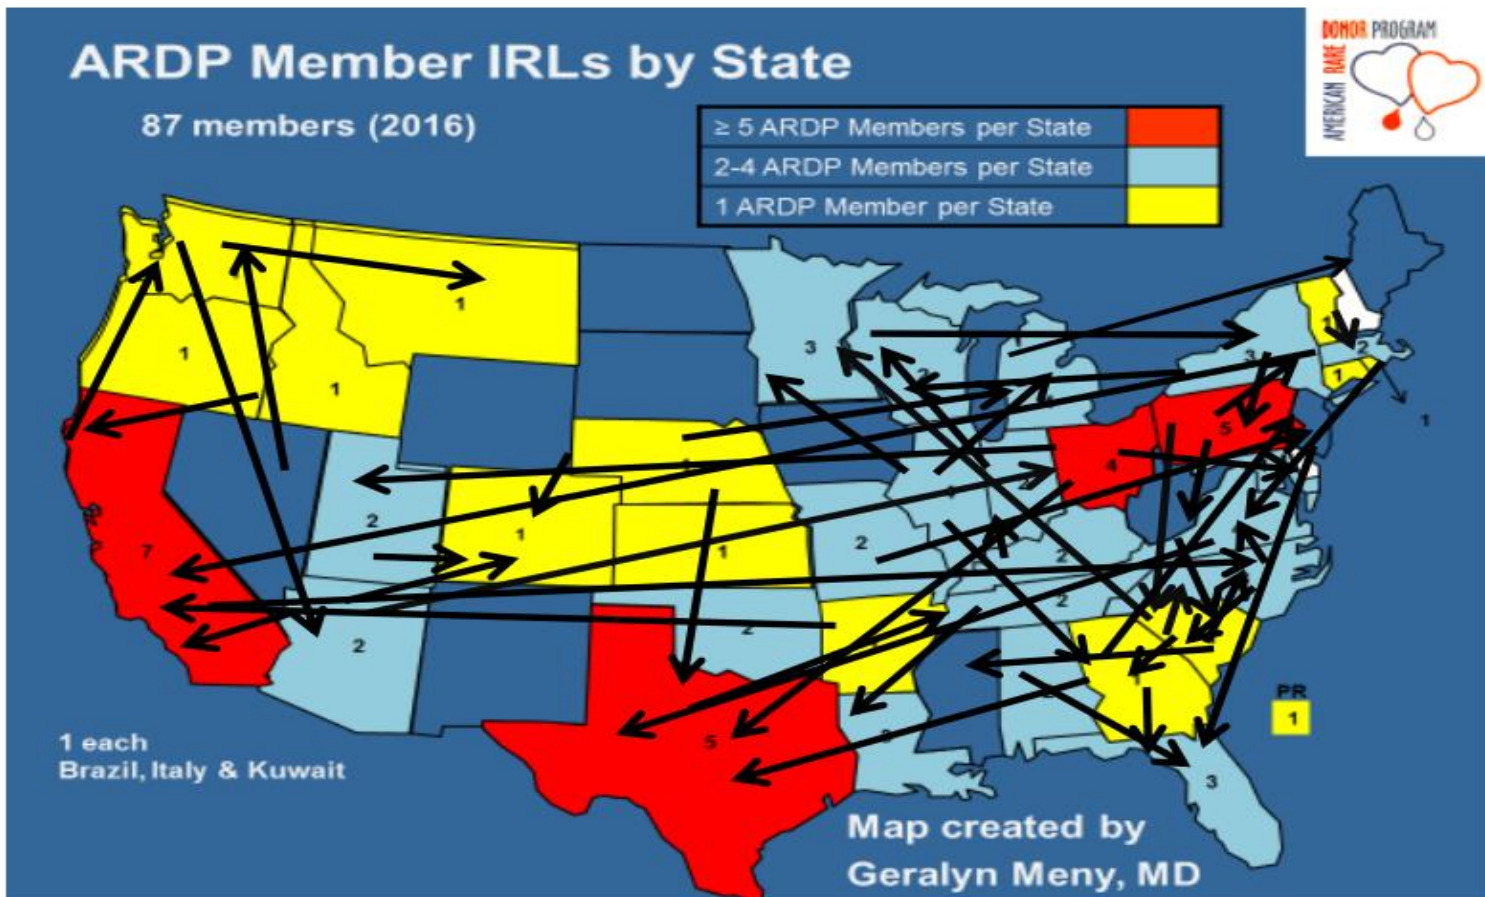 ARDP Member IRLs by State
87 members (2016)
≥ 5 ARDP Members per State
2-4 ARDP Members per State
1 ARDP Member per State
AMERICAN RARE
DONOR PROGRAM
1
1
1
1
3
1
3
2
1
5
4
7
2
1
1
2
2
2
2
2
5
3
1
PR
1
1 each
Brazil, Italy & Kuwait
Map created by
Geralyn Meny, MD